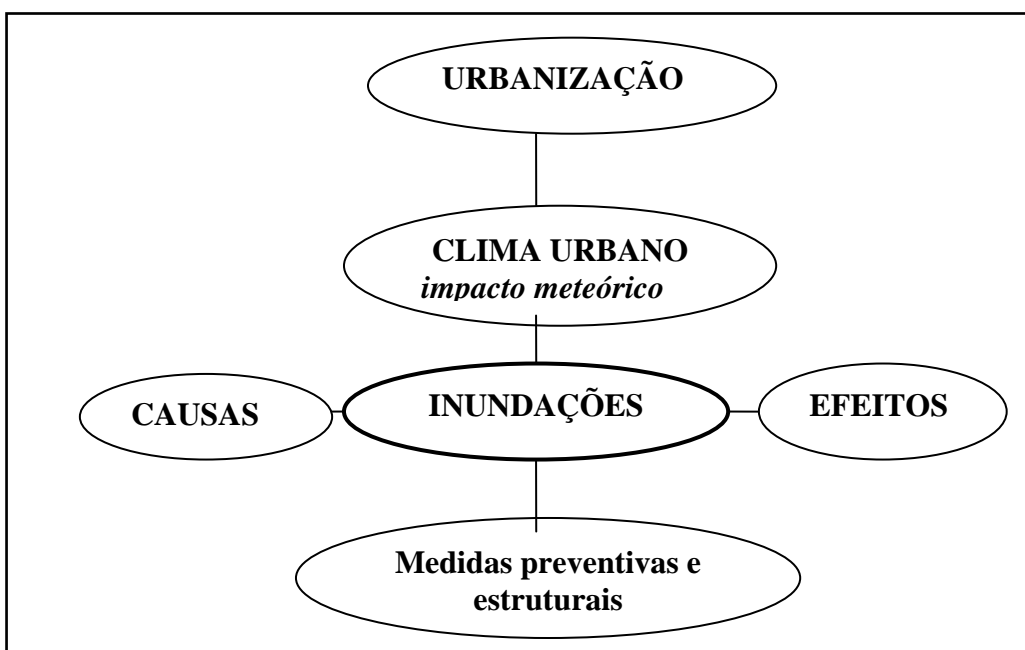 URBANIZAÇÃO
CLIMA URBANO
impacto meteórico
CAUSAS
INUNDAÇÕES
EFEITOS
Medidas preventivas e
estruturais